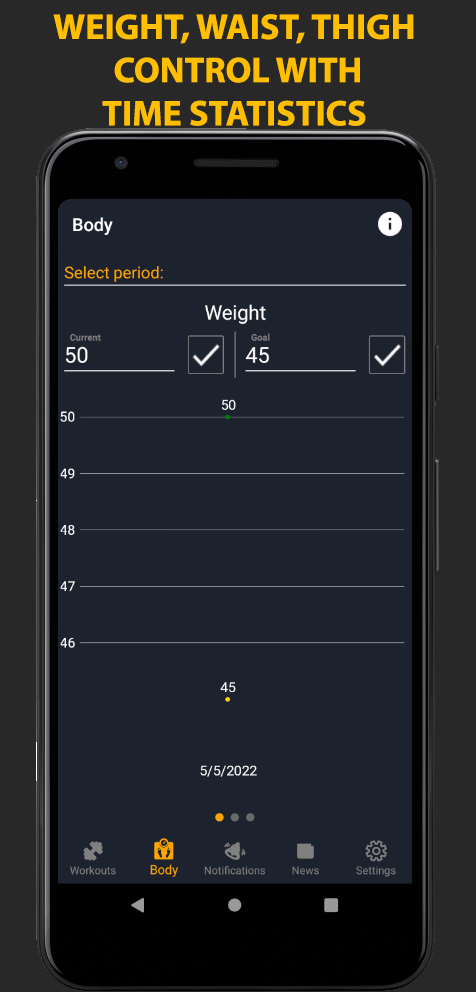 WEIGHT, WAIST, THIGH
CONTROL WITH
TIME STATISTICS
Body
Select period:
Weight
Current
Goal
50
45
50
50
49
48
47
46
45
5/5/2022
Workouts
Body
Notifications
News
Settings